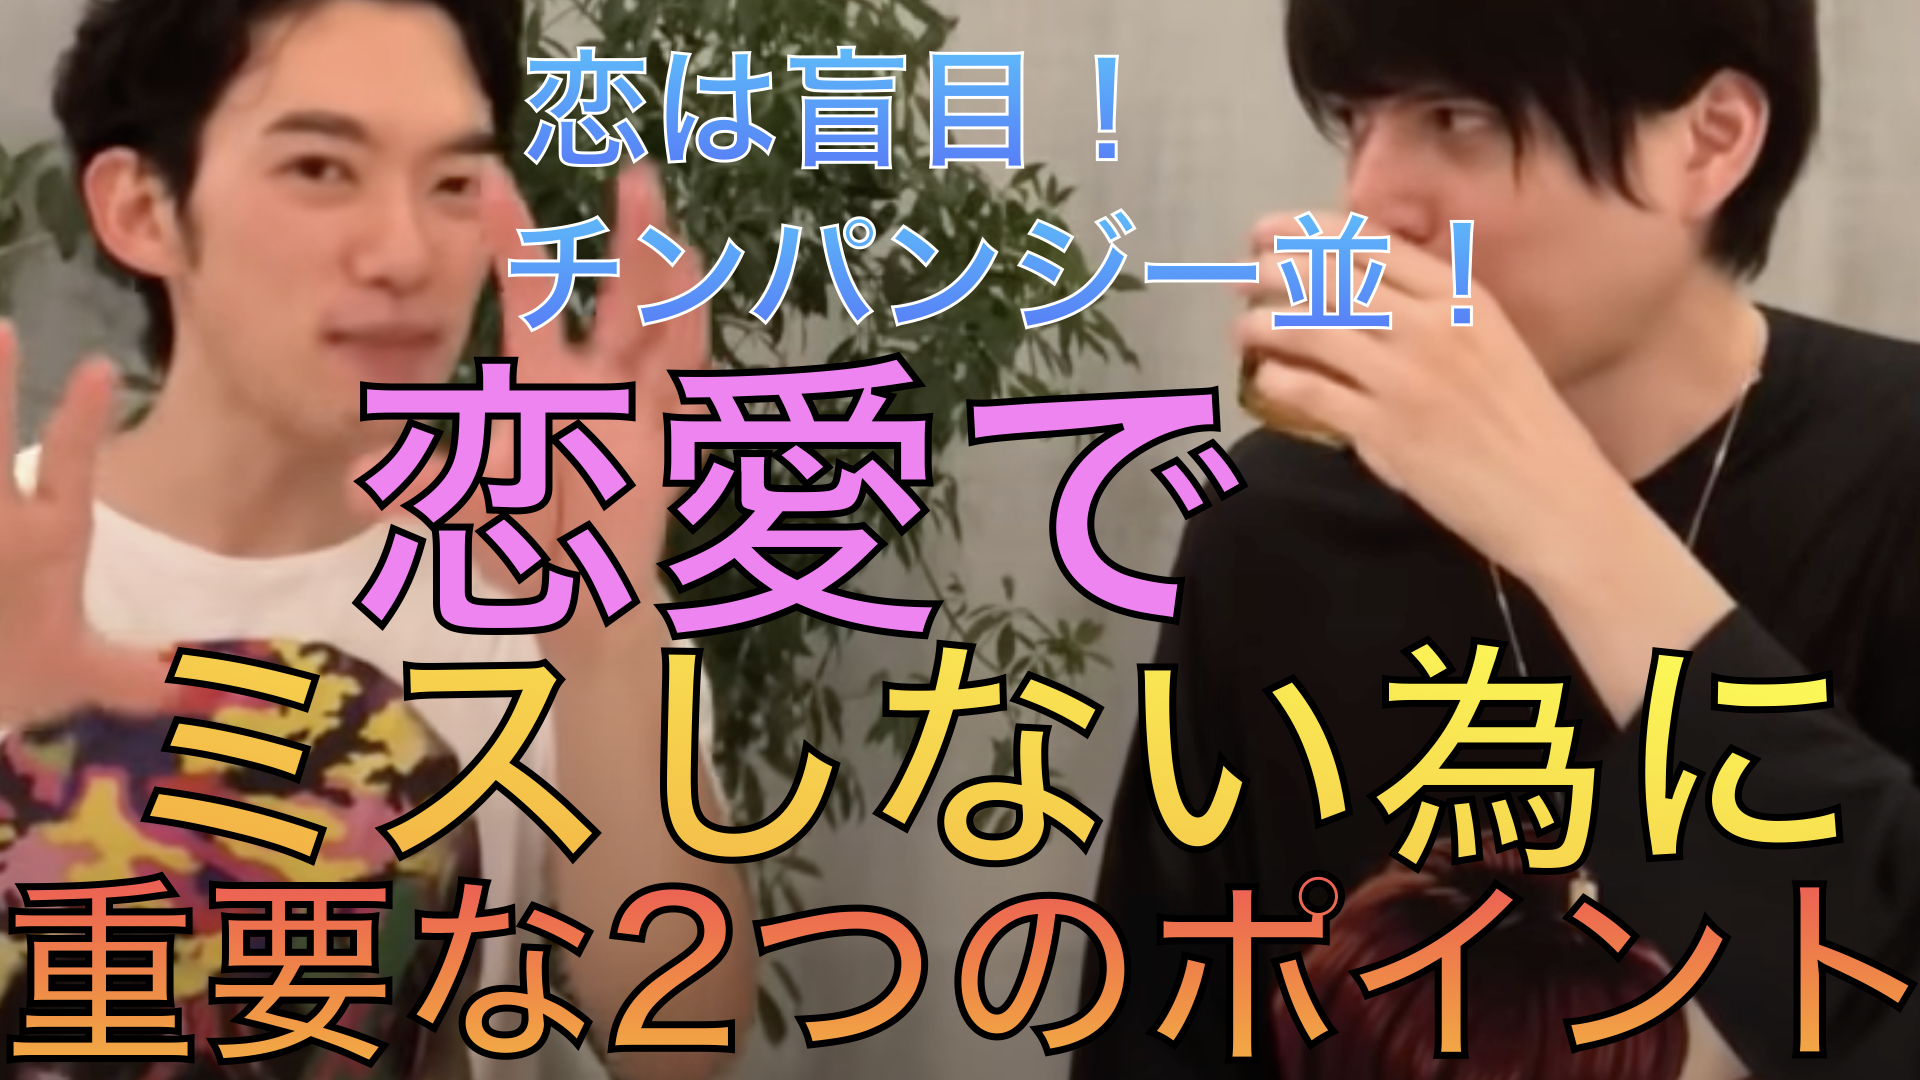 恋は盲目！
チンパンジー並！
恋愛で
ミスしない為に
重要な2つのポイント